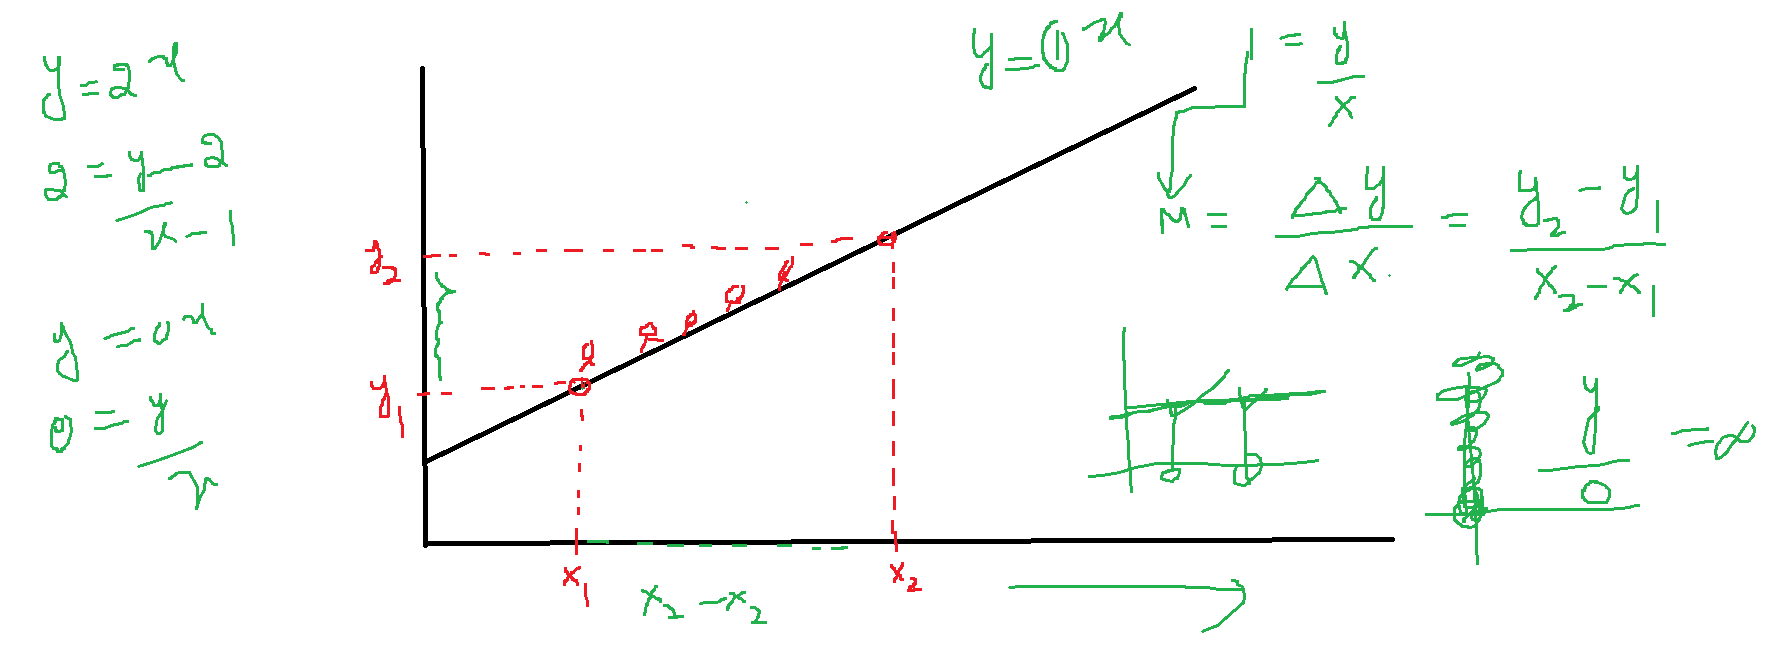 y = 2x
2 = y - 2
x - 1
y = 0x
0 = y
x
y2
y1
x1
x2
x2 - x2
y = 1x
1 = y
x
M = Δy = y2 - y1
Δx x2 - x1
y = ∞
0